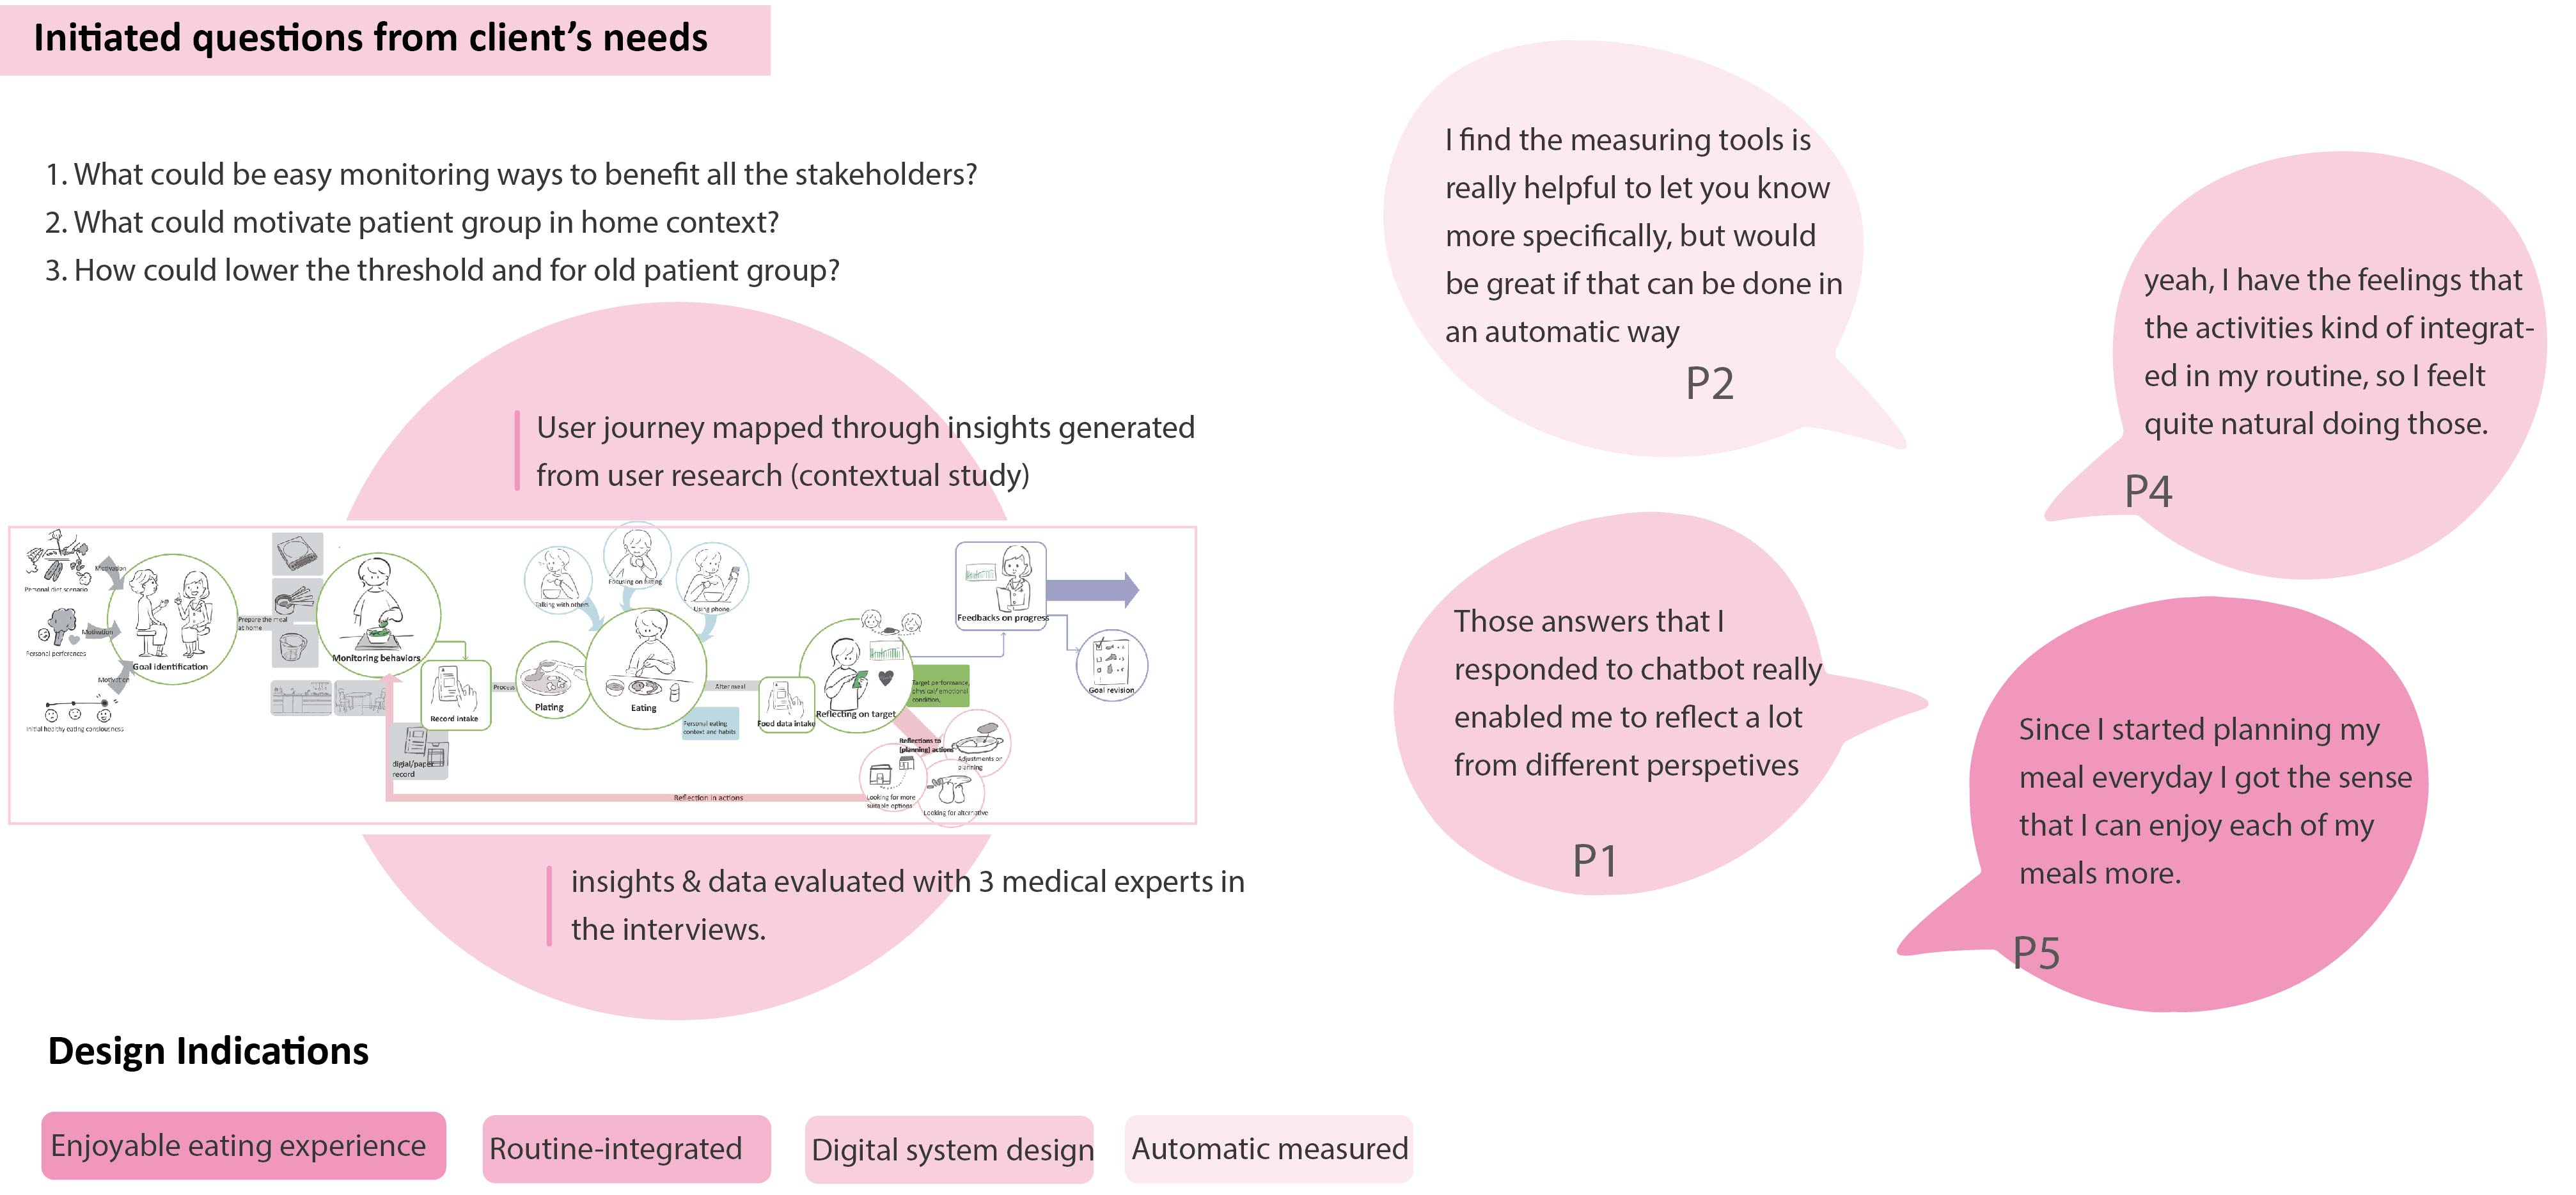 Initiated questions from client's needs
1. What could be easy monitoring ways to benefit all the stakeholders?
2. What could motivate patient group in home context?
3. How could lower the threshold and for old patient group?
User journey mapped through insights generated
from user research (contextual study)
Personal diet scenario
Motivation
Personal perferences
Motivation
Initial healthy eating consiousness
Motivation
Goal identification
Prepare the meal
at home
Monitoring behaviors
Record intake
digial/paper
record
Process
Plating
Talking with others
Focusing on eating
Using phone
Eating
Personal eating
context and habits
After meal
Food data intake
Reflecting on target
Target performance,
physical/ emotional
condition,
Feedbacks on progress
Goal revision
Reflections to
(planning) actions
Adjustments on
planning
Looking for more
suitable options
Looking for alternative
Reflection in actions
insights & data evaluated with 3 medical experts in
the interviews.
Design Indications
Enjoyable eating experience
Routine-integrated
Digital system design
Automatic measured
I find the measuring tools is
really helpful to let you know
more specifically, but would
be great if that can be done in
an automatic way
P2
yeah, I have the feelings that
the activities kind of integrat-
ed in my routine, so I feelt
quite natural doing those.
P4
Those answers that I
responded to chatbot really
enabled me to reflect a lot
from different perspetives
P1
Since I started planning my
meal everyday I got the sense
that I can enjoy each of my
meals more.
P5